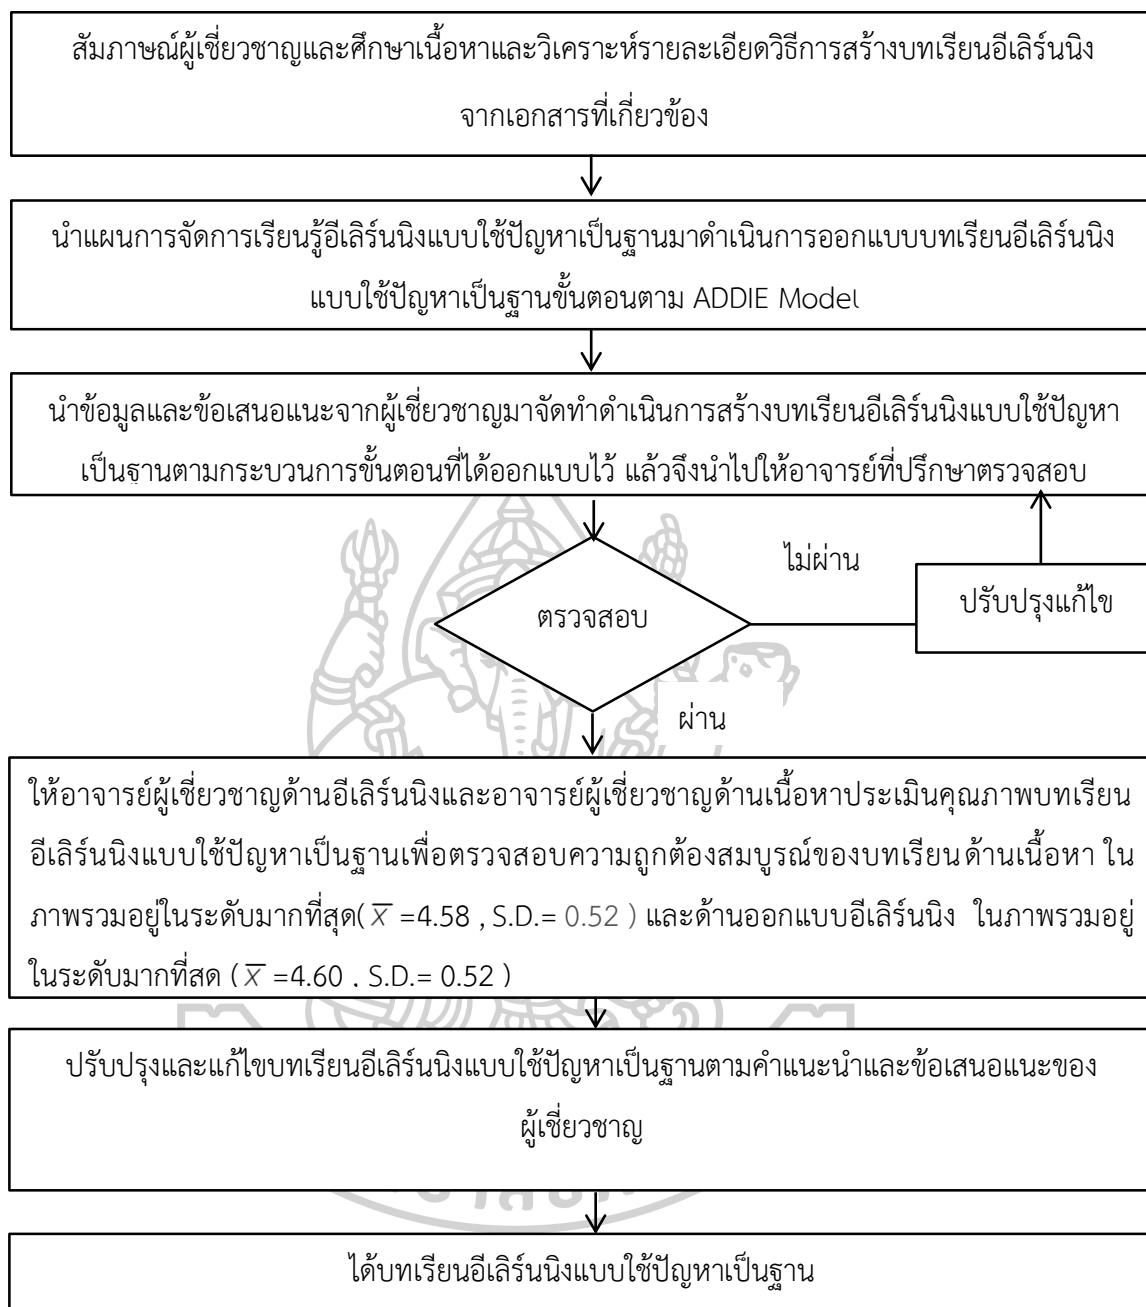 สัมภาษณ์ผู้เชี่ยวชาญและศึกษาเนื้อหาและวิเคราะห์รายละเอียดวิธีการสร้างบทเรียนอีเลิร์นนิง
จากเอกสารที่เกี่ยวข้อง
นำแผนการจัดการเรียนรู้อีเลิร์นนิงแบบใช้ปัญหาเป็นฐานมาดำเนินการออกแบบบทเรียนอีเลิร์นนิง
แบบใช้ปัญหาเป็นฐานขั้นตอนตาม ADDIE Model
นำข้อมูลและข้อเสนอแนะจากผู้เชี่ยวชาญมาจัดทำดำเนินการสร้างบทเรียนอีเลิร์นนิงแบบใช้ปัญหา
เป็นฐานตามกระบวนการขั้นตอนที่ได้ออกแบบไว้ แล้วจึงนำไปให้อาจารย์ที่ปรึกษาตรวจสอบ
ไม่ผ่าน
ปรับปรุงแก้ไข
ตรวจสอบ
ผ่าน
ให้อาจารย์ผู้เชี่ยวชาญด้านอีเลิร์นนิงและอาจารย์ผู้เชี่ยวชาญด้านเนื้อหาประเมินคุณภาพบทเรียน
อีเลิร์นนิงแบบใช้ปัญหาเป็นฐานเพื่อตรวจสอบความถูกต้องสมบูรณ์ของบทเรียน ด้านเนื้อหา ใน
ภาพรวมอยู่ในระดับมากที่สุด( x̅ =4.58 , S.D.= 0.52 ) และด้านออกแบบอีเลิร์นนิง ในภาพรวมอยู่
ในระดับมากที่สุด ( x̅ =4.60 , S.D.= 0.52 )
ปรับปรุงและแก้ไขบทเรียนอีเลิร์นนิงแบบใช้ปัญหาเป็นฐานตามคำแนะนำและข้อเสนอแนะของ
ผู้เชี่ยวชาญ
ได้บทเรียนอีเลิร์นนิงแบบใช้ปัญหาเป็นฐาน